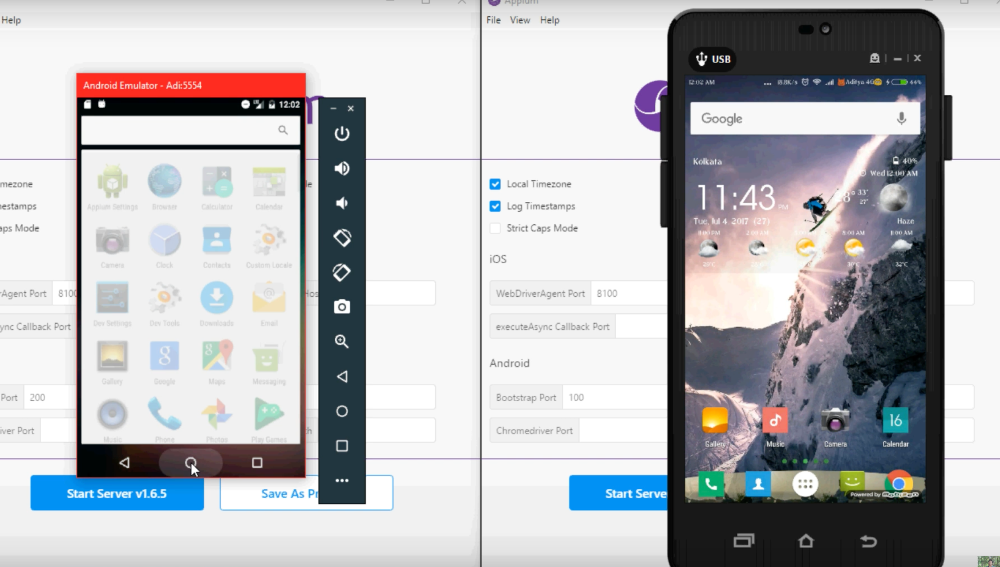 Help
Android Emulator - Adi:5554
12:02
Appium Settings
Browser
Calculator
Calendar
Camera
Clock
Contacts
Custom Locale
Dev Settings
Dev Tools
Downloads
Email
Gallery
Google
Maps
Messaging
Music
Phone
Photos
Play Games
mezone
estamps
aps Mode
Agent Port
8100
Hos
ync Callback Port
Port
200
iver Port
th
Start Server v1.6.5
Save As Pr
Appium
File View Help
Local Timezone
Log Timestamps
Strict Caps Mode
iOS
WebDriverAgent Port
8100
executeAsync Callback Port
Android
Bootstrap Port
100
Chromedriver Port
Start Serve
USB
12:02 AM
... 18.8K/s Aditya 4G 44%
Google
Kolkata
40%
Wed 12:00 AM
11:43 PM
33°
27°
Tue, Jul 4, 2017 (27)
Haze
11:00 PM
2:00 AM
8:00 AM
11:00 AM
29°C
30°C
32°C
16
Gallery
Music
Camera
Calendar
Powered by